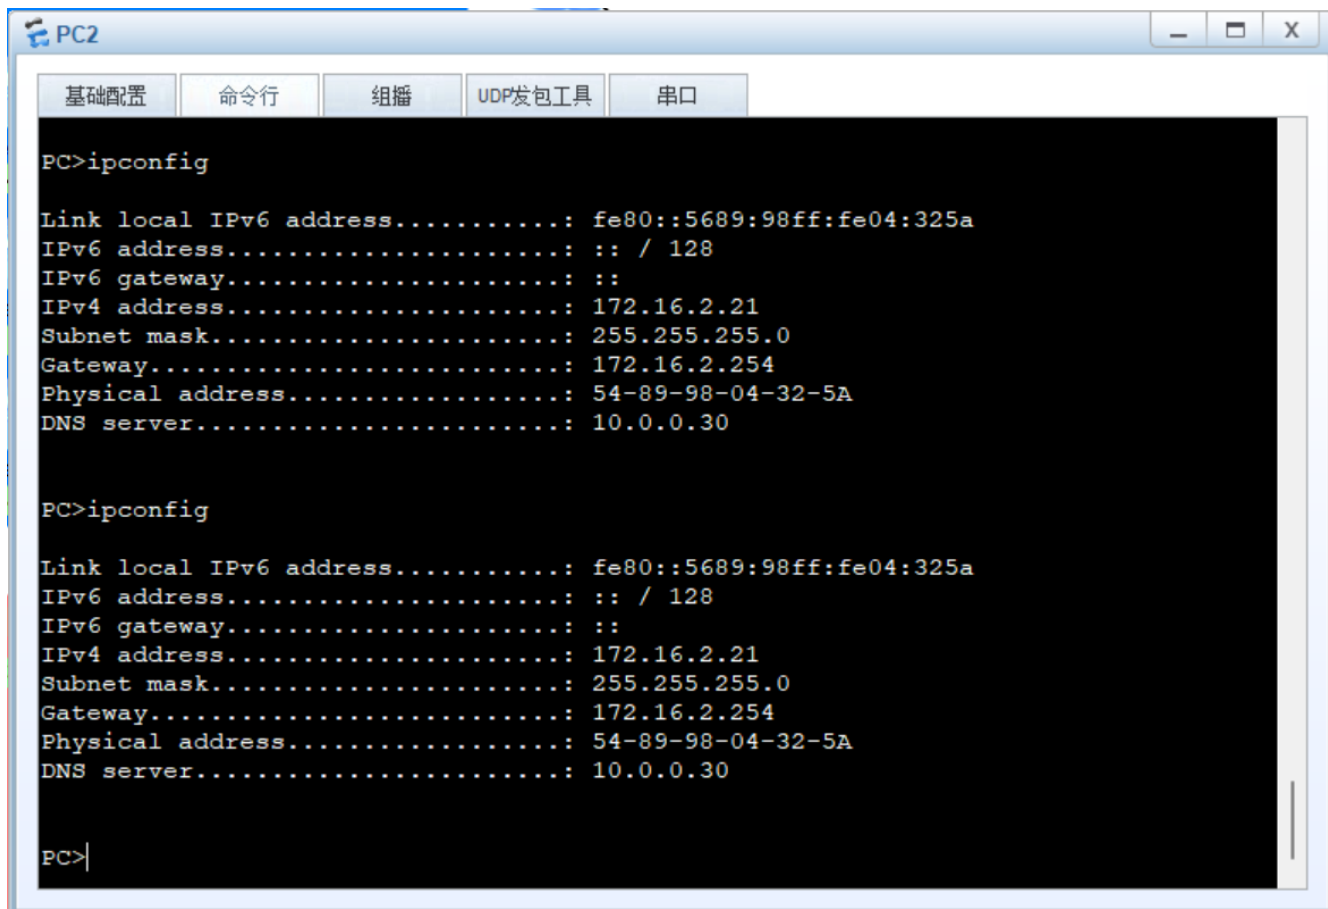 PC2
基础配置 命令行 组播 UDP发包工具 串口
PC>ipconfig
Link local IPv6 address...........: fe80::5689:98ff:fe04:325a
IPv6 address......................: :: / 128
IPv6 gateway......................: ::
IPv4 address......................: 172.16.2.21
Subnet mask.......................: 255.255.255.0
Gateway...........................: 172.16.2.254
Physical address..................: 54-89-98-04-32-5A
DNS server........................: 10.0.0.30
PC>ipconfig
Link local IPv6 address...........: fe80::5689:98ff:fe04:325a
IPv6 address......................: :: / 128
IPv6 gateway......................: ::
IPv4 address......................: 172.16.2.21
Subnet mask.......................: 255.255.255.0
Gateway...........................: 172.16.2.254
Physical address..................: 54-89-98-04-32-5A
DNS server........................: 10.0.0.30
PC>